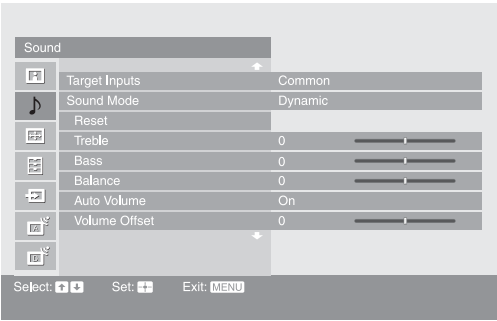 Sound
Target Inputs Common
Sound Mode Dynamic
Reset
Treble 0
Bass 0
Balance 0
Auto Volume On
Volume Offset 0
Select: Set: Exit: MENU